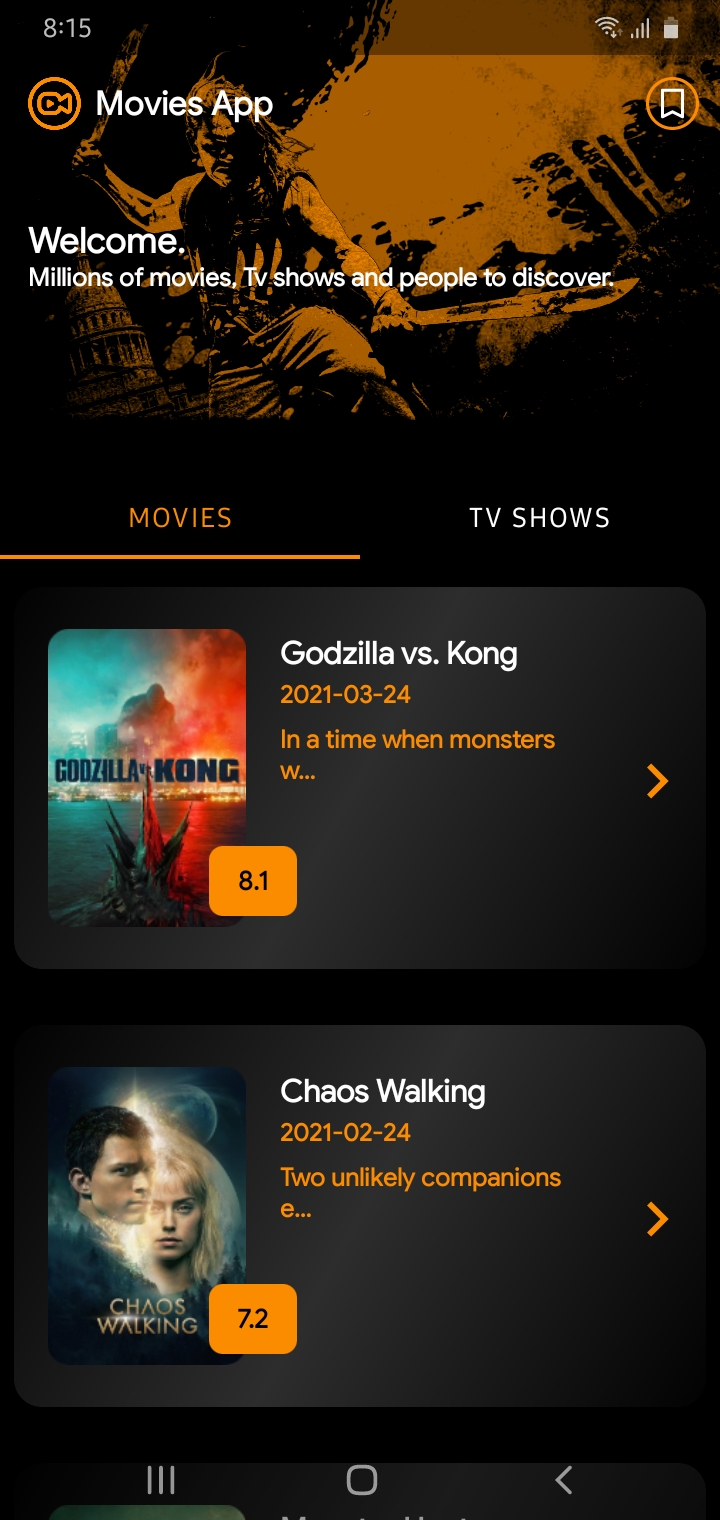 8:15
Movies App
Welcome.
Millions of movies, Tv shows and people to discover.
MOVIES
TV SHOWS
Godzilla vs. Kong
2021-03-24
In a time when monsters
w...
GODZILLA vs KONG
8.1
Chaos Walking
2021-02-24
Two unlikely companions
e...
CHAOS
WALKING
7.2